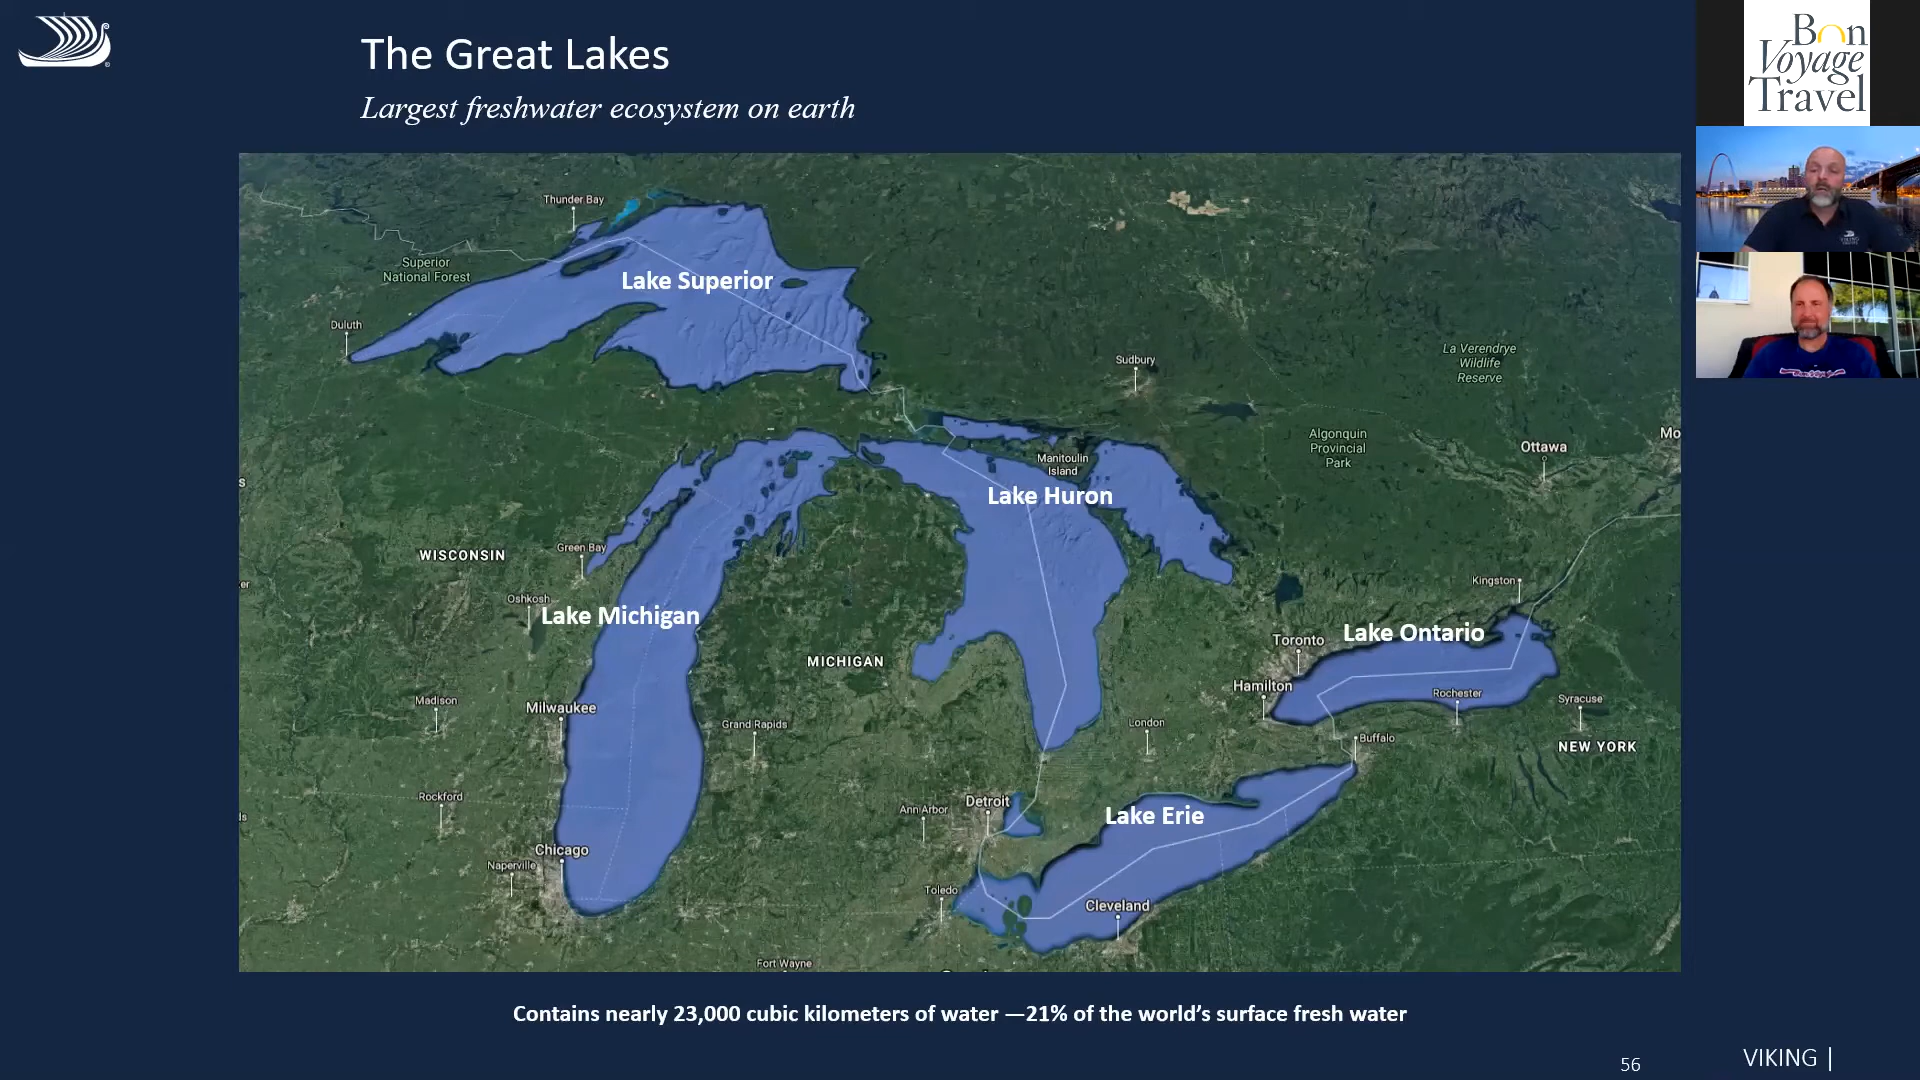 The Great Lakes
Largest freshwater ecosystem on earth
Bon
Voyage
Travel
Thunder Bay
Superior
National Forest
Lake Superior
Duluth
Sudbury
La Verendrye
Wildlife
Reserve
Algonquin
Provincial
Park
Ottawa
Mo
Manitoulin
Island
s
Lake Huron
WISCONSIN
Green Bay
er
Kingston
Oshkosh
Lake Michigan
Toronto
Lake Ontario
MICHIGAN
Hamilton
Rochester
Syracuse
Madison
Milwaukee
Grand Rapids
London
Buffalo
NEW YORK
Rockford
Ann Arbor
Detroit
ds
Lake Erie
Chicago
Naperville
Toledo
Cleveland
Fort Wayne
Contains nearly 23,000 cubic kilometers of water —21% of the world's surface fresh water
56
VIKING |